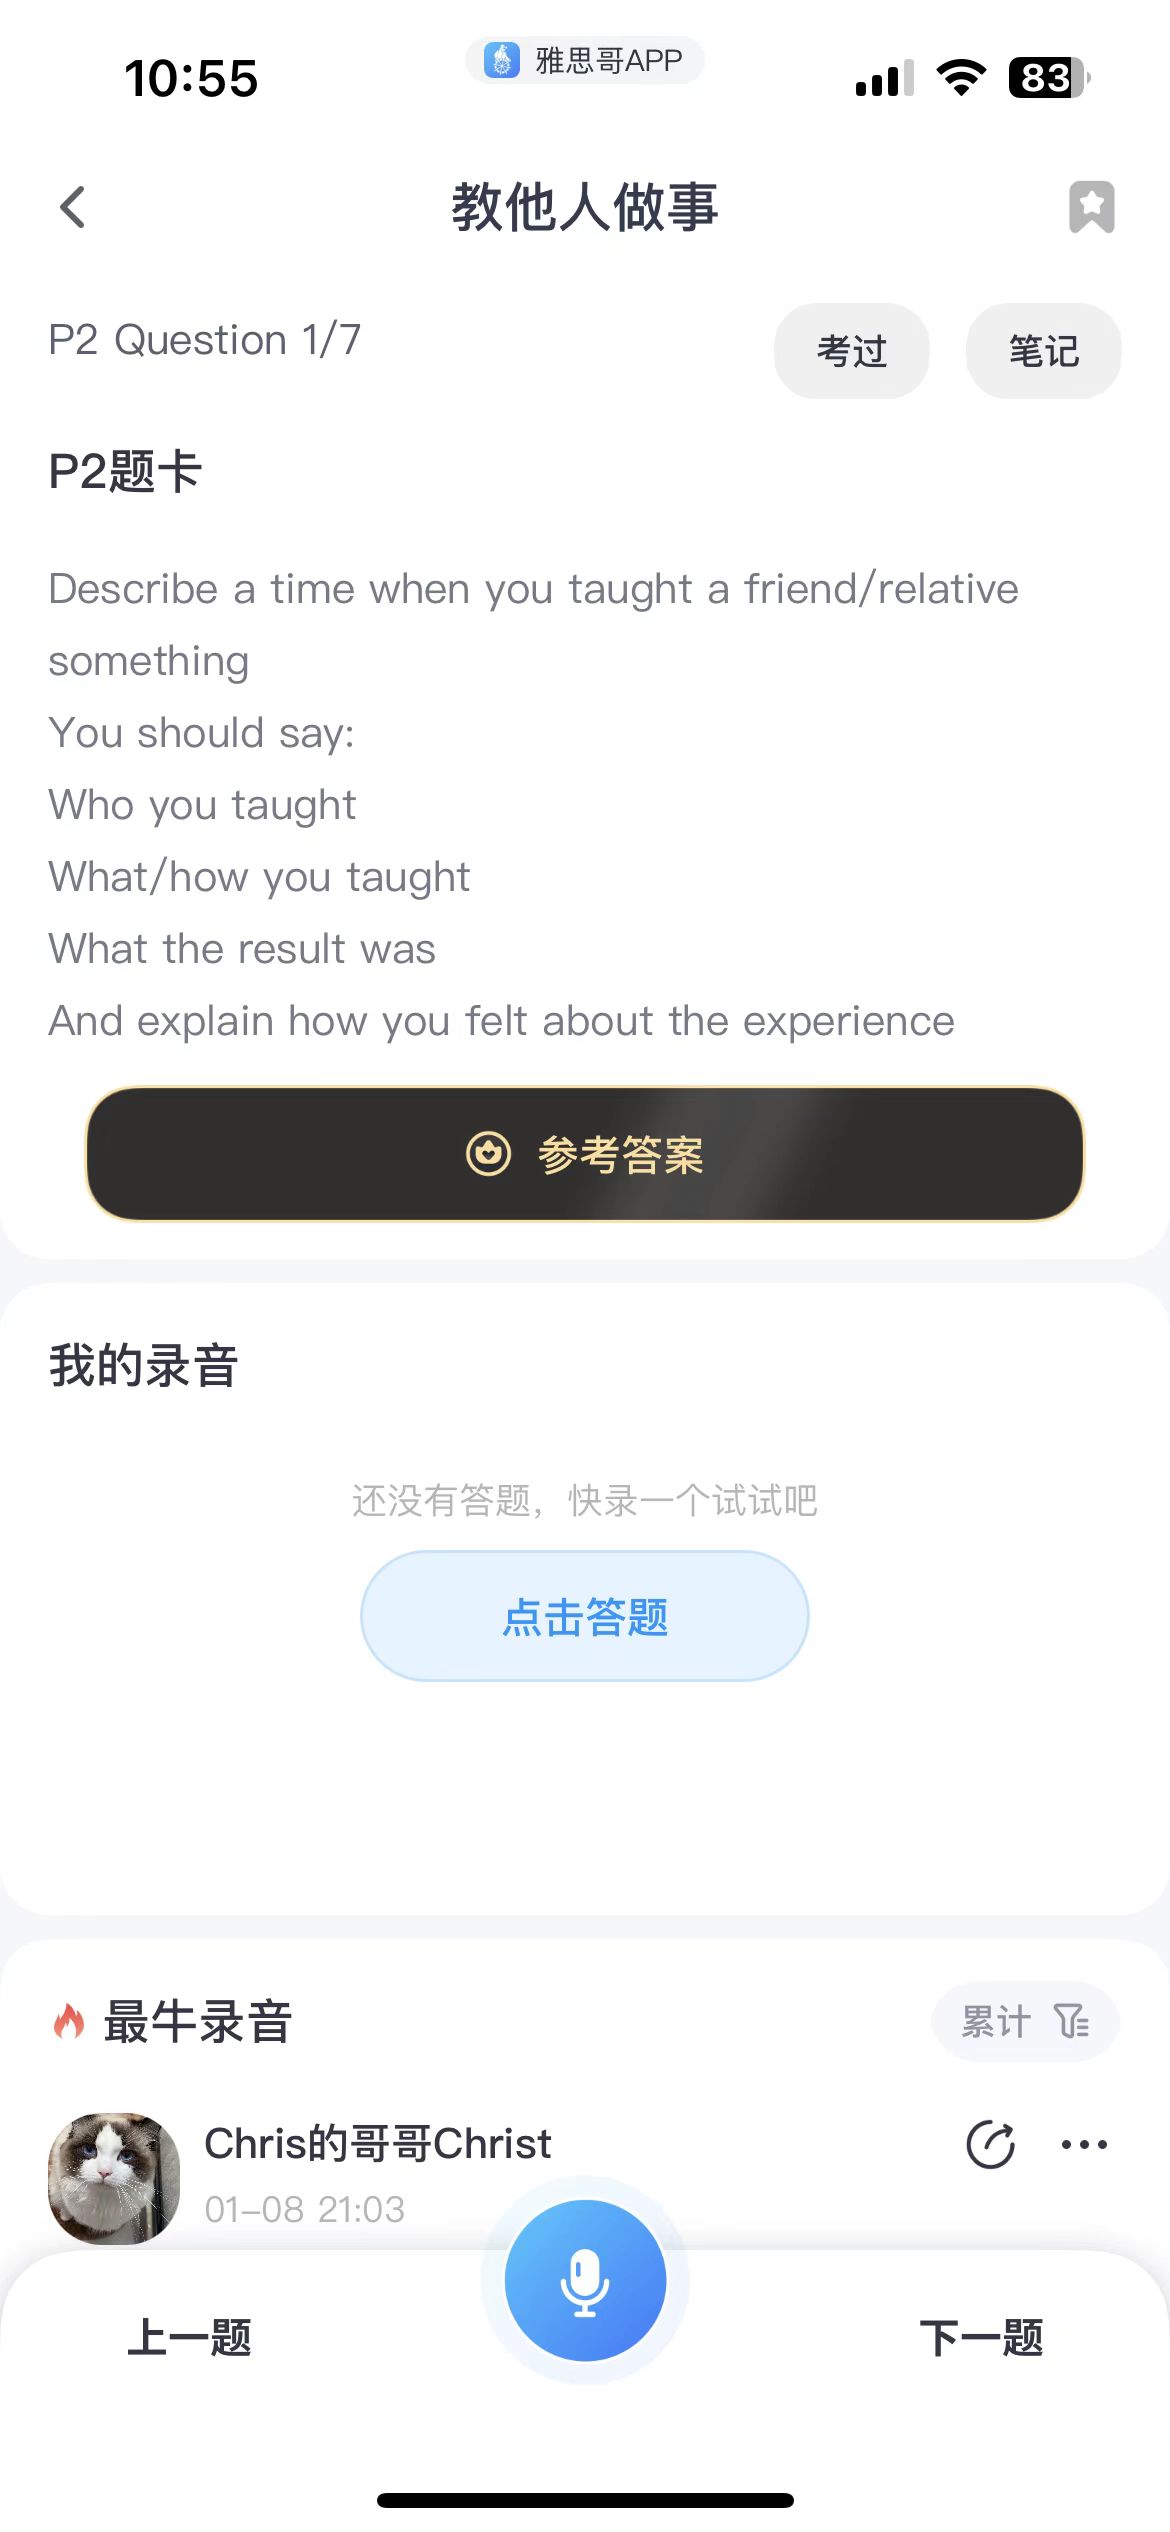 10:55
雅思哥APP
83
教他人做事
P2 Question 1/7
考过
笔记
P2题卡
Describe a time when you taught a friend/relative
something
You should say:
Who you taught
What/how you taught
What the result was
And explain how you felt about the experience
参考答案
我的录音
还没有答题，快录一个试试吧
点击答题
最牛录音
累计
Chris的哥哥Christ
01-08 21:03
上一题
下一题